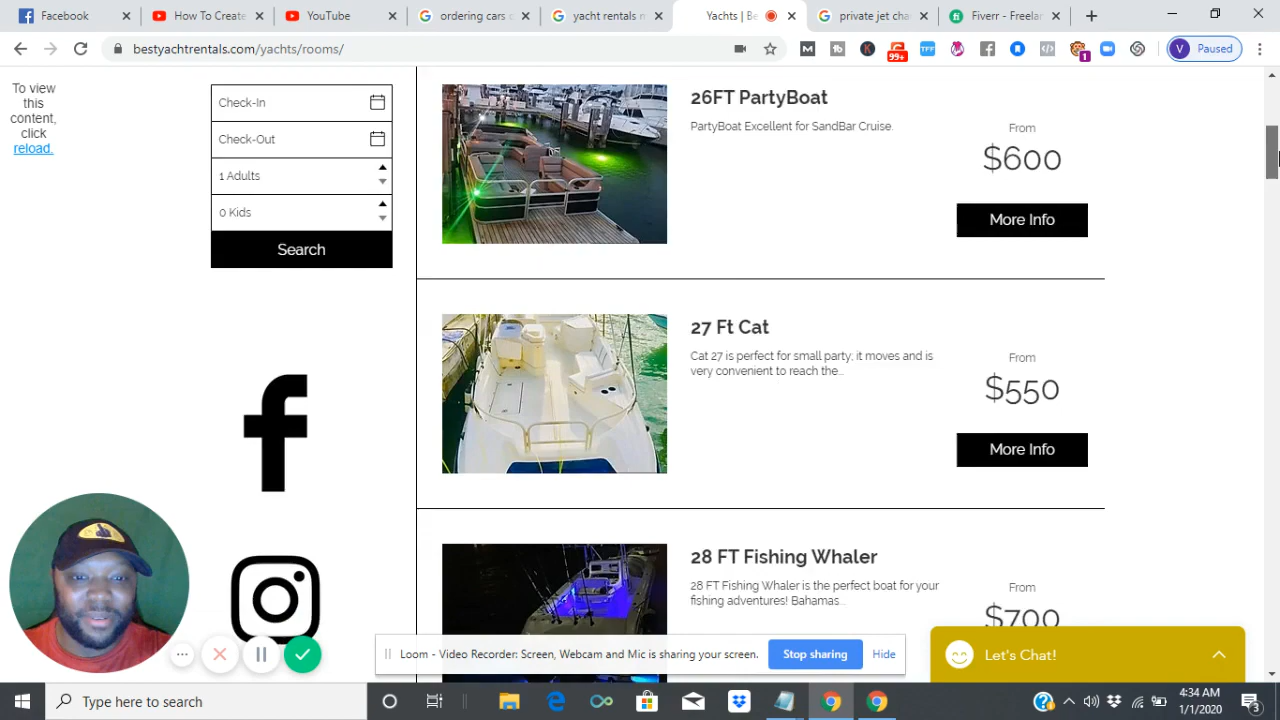 Facebook
How To Create
YouTube
ordering cars o
yacht rentals m
Yachts | Be
private jet cha
Fiverr - Freelan
bestyachtrentals.com/yachts/rooms/
99+
TFF
1
V Paused
To view
this
content,
click
reload.
Check-In
Check-Out
1 Adults
0 Kids
Search
26FT PartyBoat
PartyBoat Excellent for SandBar Cruise.
From
$600
More Info
27 Ft Cat
Cat 27 is perfect for small party; it moves and is
very convenient to reach the...
From
$550
More Info
28 FT Fishing Whaler
28 FT Fishing Whaler is the perfect boat for your
fishing adventures! Bahamas...
From
$700
Loom - Video Recorder: Screen, Webcam and Mic is sharing your screen.
Stop sharing
Hide
Let's Chat!
Type here to search
4:34 AM
1/1/2020
3